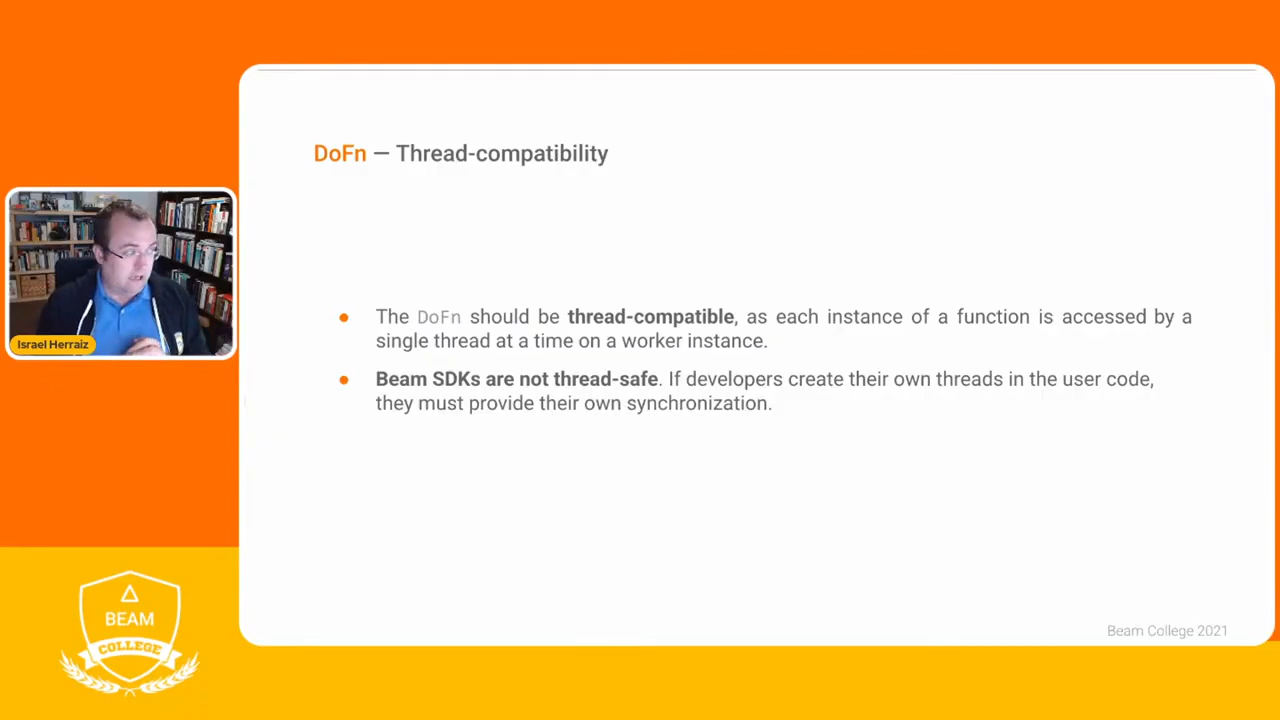 DoFn — Thread-compatibility
The DoFn should be thread-compatible, as each instance of a function is accessed by a
single thread at a time on a worker instance.
Beam SDKs are not thread-safe. If developers create their own threads in the user code,
they must provide their own synchronization.
Israel Herraiz
BEAM
COLLEGE
Beam College 2021